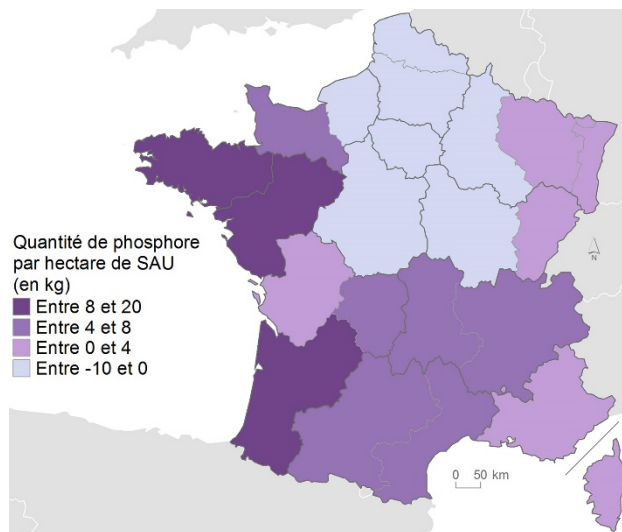 Quantité de phosphore
par hectare de SAU
(en kg)
Entre 8 et 20
Entre 4 et 8
Entre 0 et 4
Entre -10 et 0
N
0 50 km